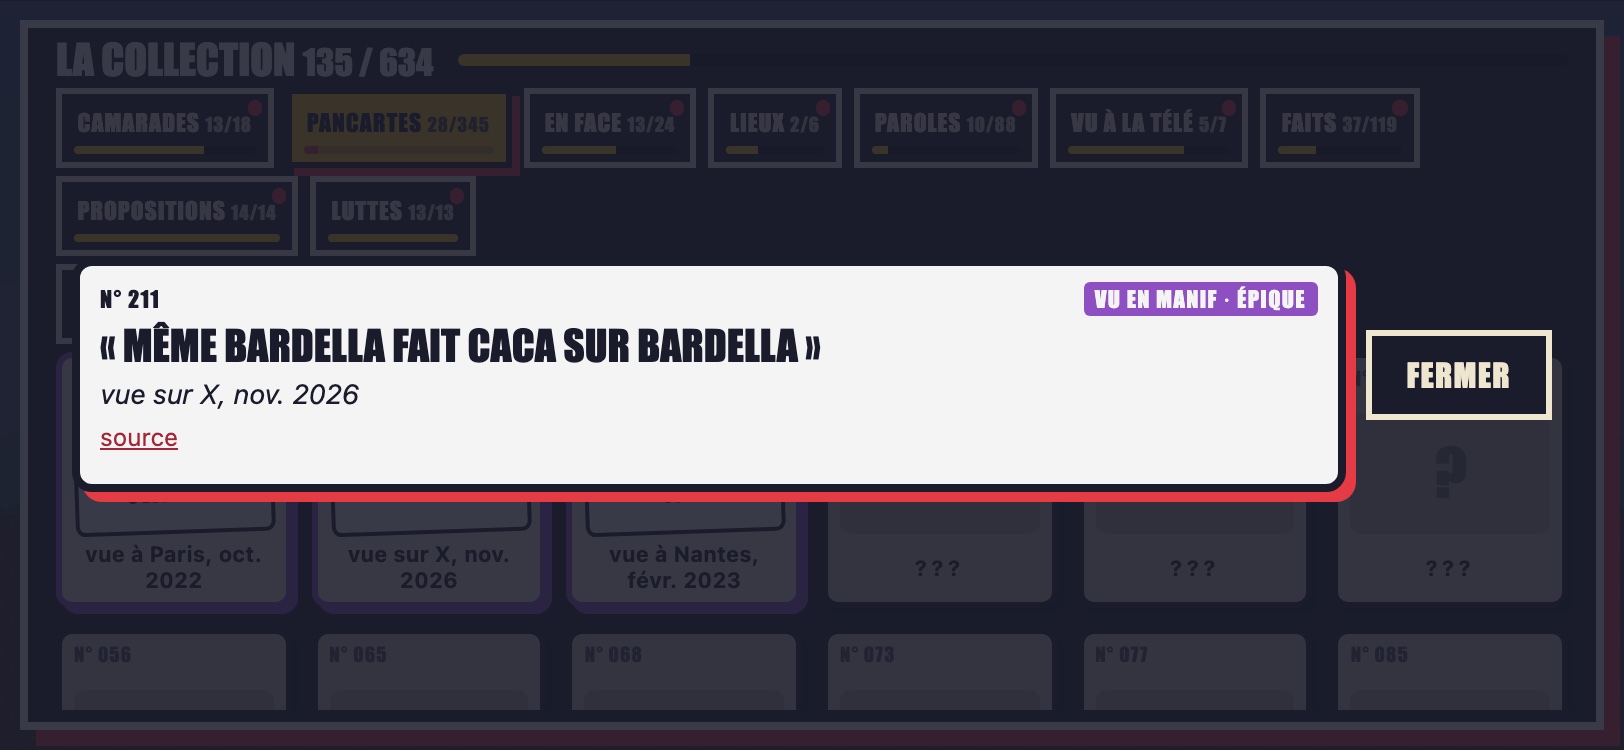 LA COLLECTION 135 / 634
CAMARADES 13/18
PANCARTES 28/345
EN FACE 13/24
LIEUX 2/6
PAROLES 10/88
VU À LA TÉLÉ 5/7
FAITS 37/119
PROPOSITIONS 14/14
LUTTES 13/13
N° 211
VU EN MANIF · ÉPIQUE
« MÊME BARDELLA FAIT CACA SUR BARDELLA »
vue sur X, nov. 2026
source
FERMER
?
vue à Paris, oct.
2022
vue sur X, nov.
2026
vue à Nantes,
févr. 2023
???
???
???
N° 056
N° 065
N° 068
N° 073
N° 077
N° 085